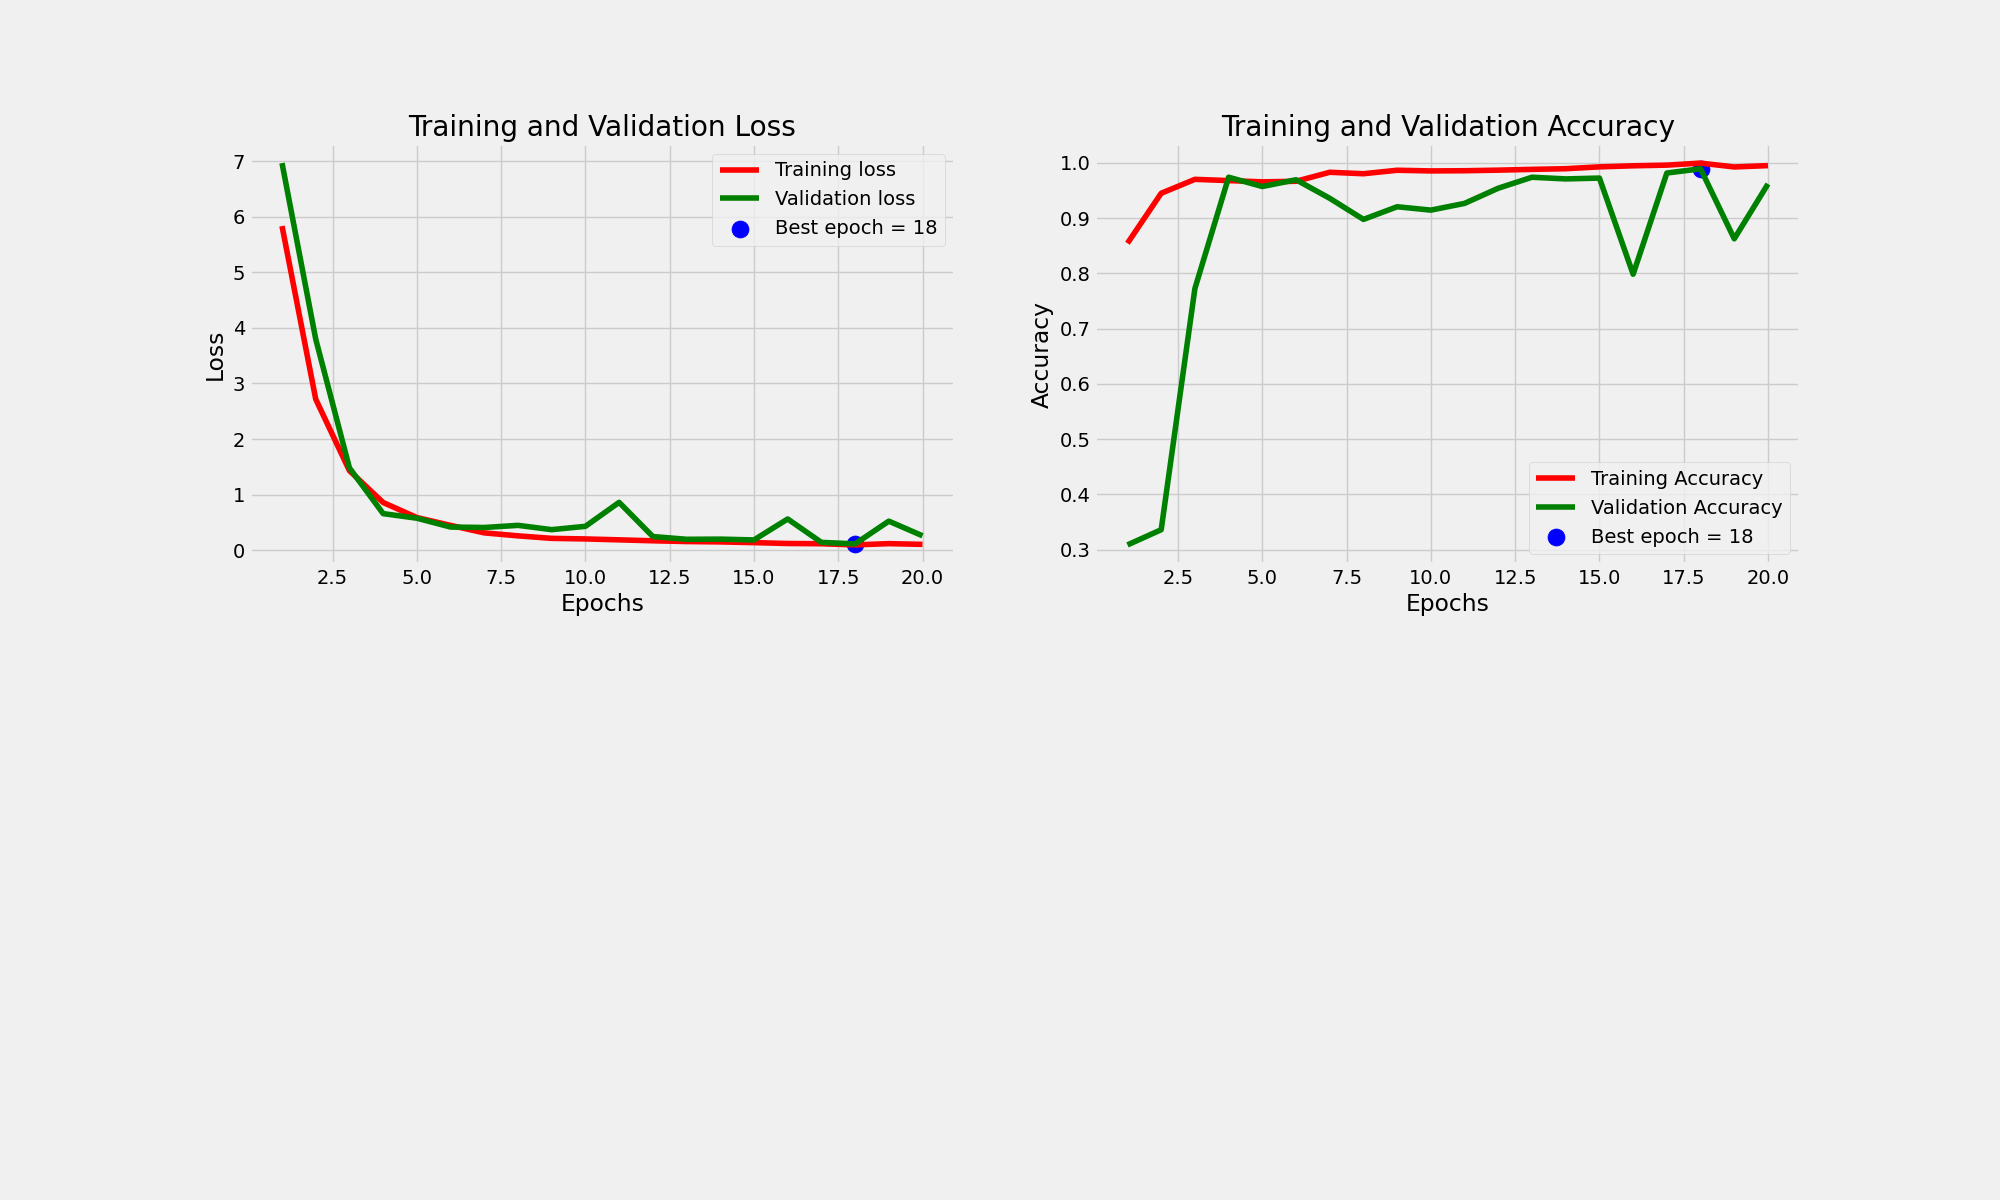 Training and Validation Loss
7
6
5
4
3
2
1
0
Loss
Training loss
Validation loss
Best epoch = 18
2.5 5.0 7.5 10.0 12.5 15.0 17.5 20.0
Epochs
Training and Validation Accuracy
1.0
0.9
0.8
0.7
0.6
0.5
0.4
0.3
Accuracy
Training Accuracy
Validation Accuracy
Best epoch = 18
2.5 5.0 7.5 10.0 12.5 15.0 17.5 20.0
Epochs